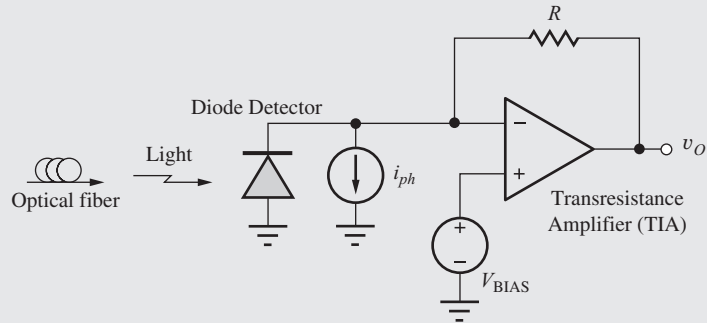 R
Diode Detector
Light
Optical fiber
i_ph
−
+
v_O
Transresistance
Amplifier (TIA)
+
−
V_BIAS